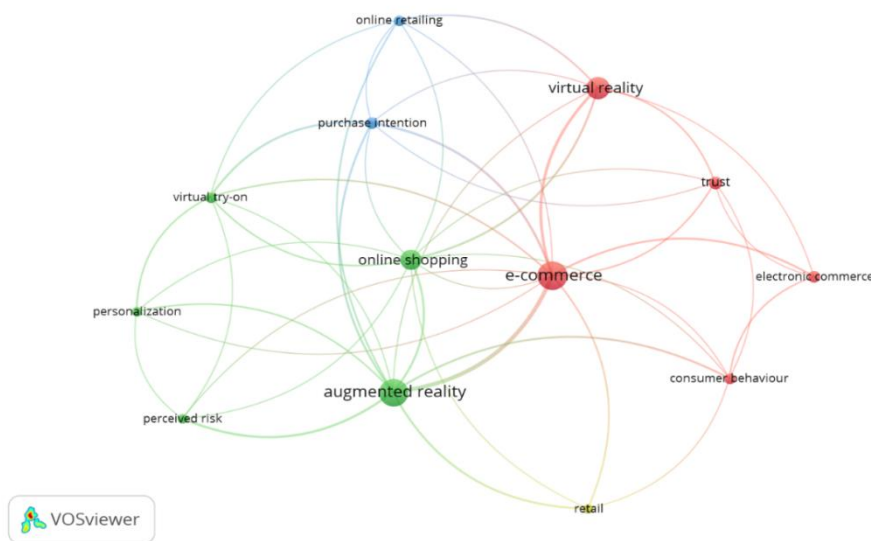 online retailing
virtual reality
purchase intention
trust
virtual try-on
online shopping
e-commerce
electronic commerce
personalization
consumer behaviour
augmented reality
perceived risk
retail
VOSviewer